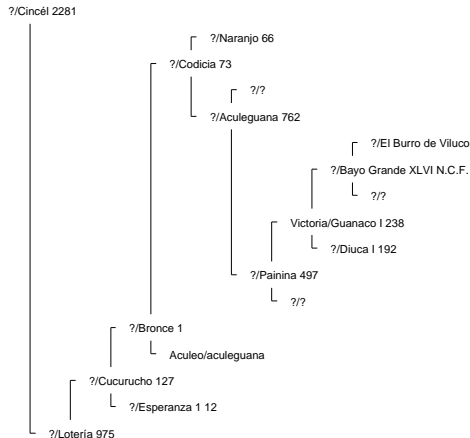 ?/Cincél 2281
?/Naranjo 66
?/Codicia 73
?/?
?/Aculeguana 762
?/El Burro de Viluco
?/Bayo Grande XLVI N.C.F.
?/?
Victoria/Guanaco I 238
?/Diuca I 192
?/Painina 497
?/?
?/Bronce 1
Aculeo/aculeguana
?/Cucurucho 127
?/Esperanza 1 12
?/Lotería 975